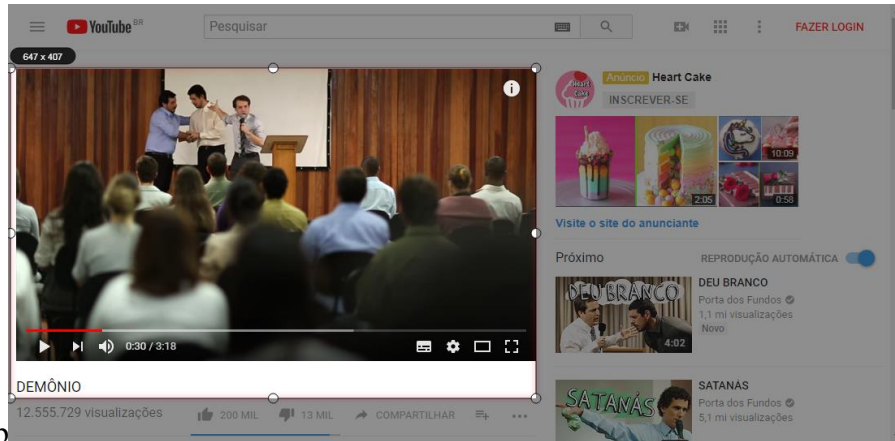 YouTube BR
Pesquisar
FAZER LOGIN
647 x 407
Heart Cake
Anúncio Heart Cake
INSCREVER-SE
10:09
2:05
0:58
Visite o site do anunciante
Próximo
REPRODUÇÃO AUTOMÁTICA
DEU BRANCO
DEU BRANCO
Porta dos Fundos
1,1 mi visualizações
Novo
4:02
0:30 / 3:18
DEMÔNIO
12.555.729 visualizações
200 MIL
13 MIL
COMPARTILHAR
SATANÁS
SATANÁS
Porta dos Fundos
5,1 mi visualizações